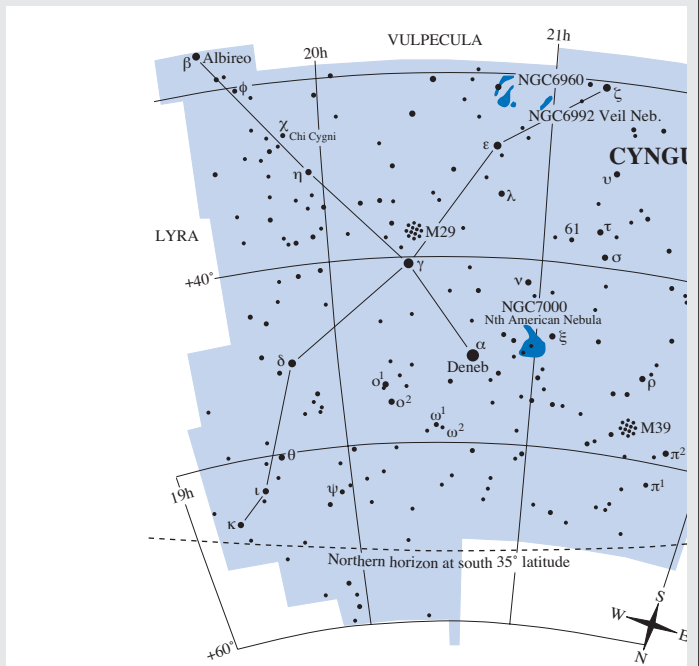 21h
VULPECULA
20h
β Albireo
NGC6960
φ
ζ
NGC6992 Veil Neb.
χ
Chi Cygni
ε
CYNGU
η
υ
λ
M29
61
τ
LYRA
σ
γ
+40°
ν
NGC7000
Nth American Nebula
α
ξ
δ
Deneb
ο¹
ρ
ο²
ω¹
ω²
M39
θ
π²
19h
ι
ψ
π¹
κ
Northern horizon at south 35° latitude
S
W
E
N
+60°